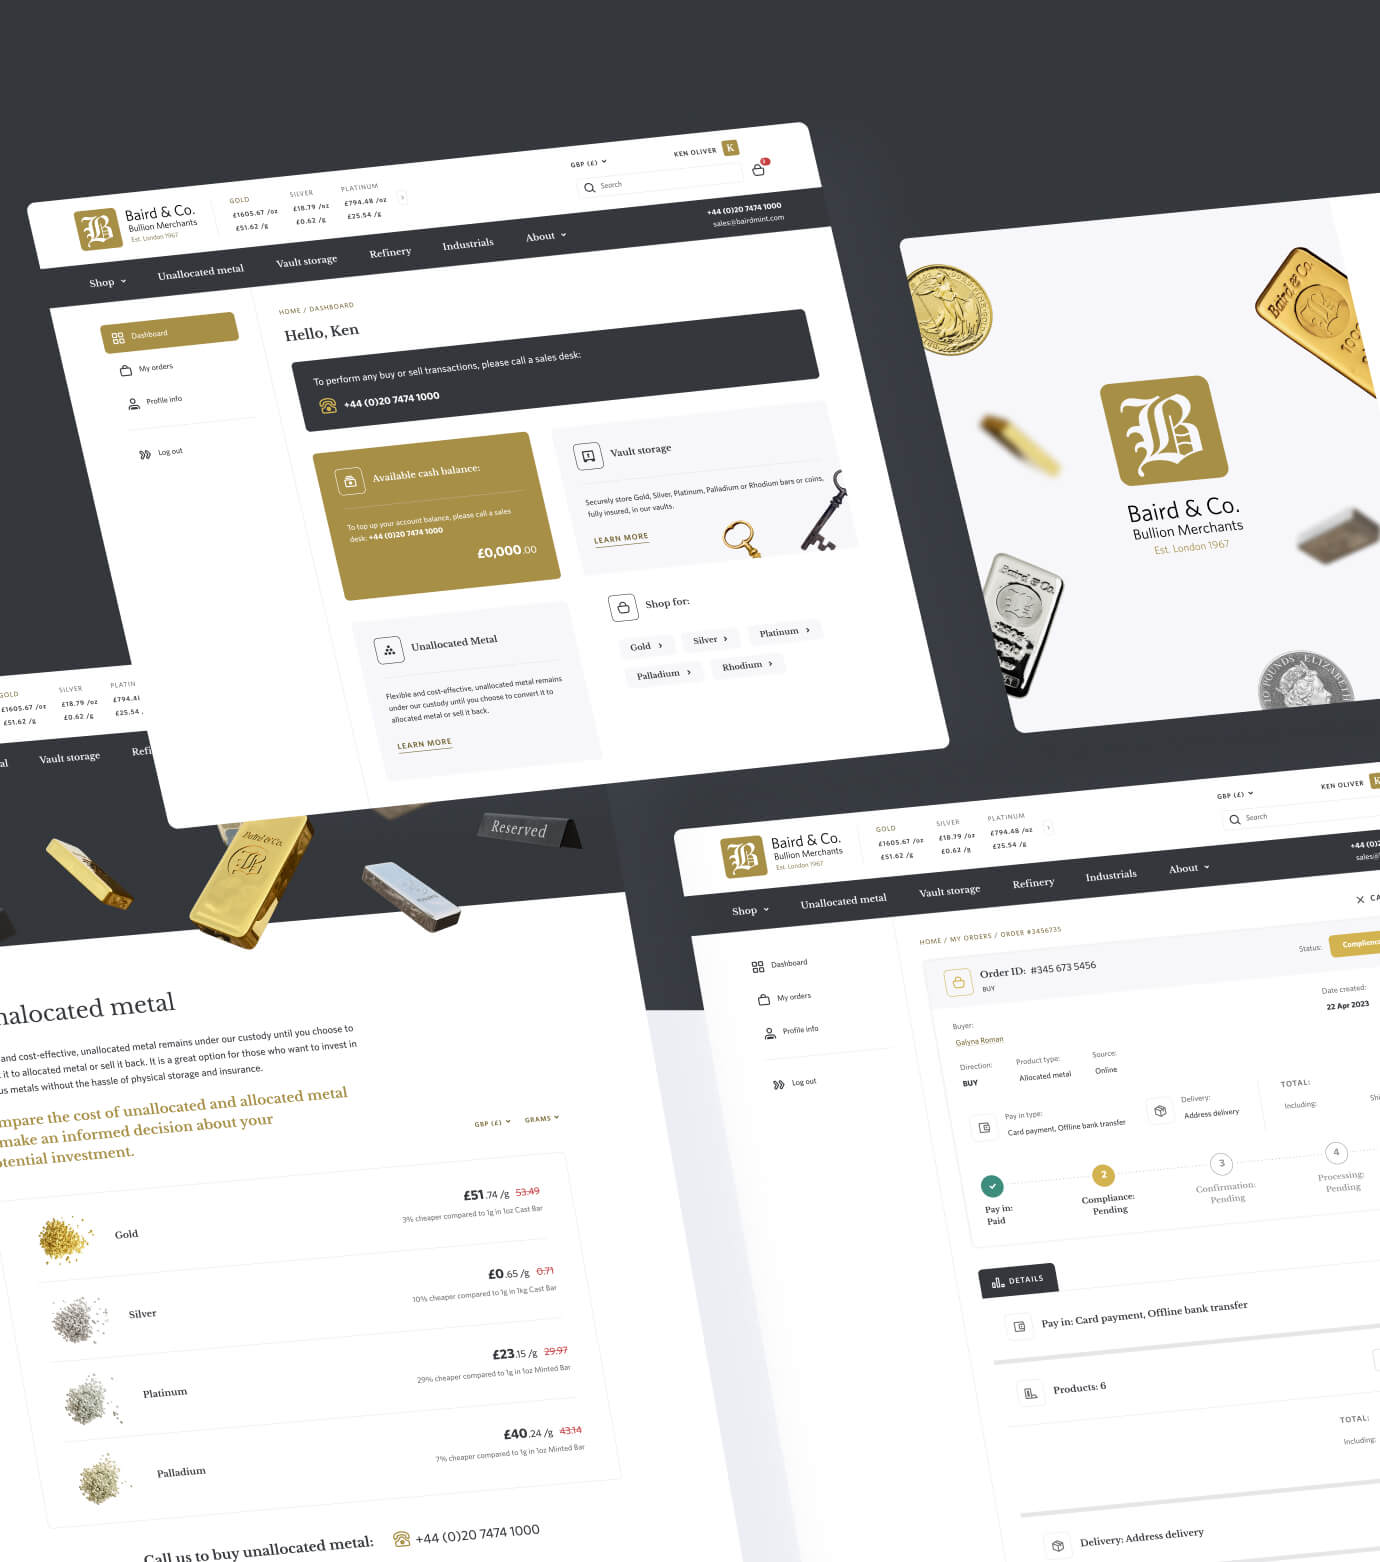 GBP (£)
KEN OLIVER
K
Search
Baird & Co.
Bullion Merchants
Est. London 1967
GOLD
£1605.67 /oz
£51.62 /g
SILVER
£18.79 /oz
£0.62 /g
PLATINUM
£794.48 /oz
£25.54 /g
+44 (0)20 7474 1000
sales@bairdmint.com
Shop
Unallocated metal
Vault storage
Refinery
Industrials
About
Dashboard
My orders
Profile info
Log out
HOME / DASHBOARD
Hello, Ken
To perform any buy or sell transactions, please call a sales desk:
+44 (0)20 7474 1000
Available cash balance:
To top up your account balance, please call a sales
desk: +44 (0)20 7474 1000
£0,000.00
Vault storage
Securely store Gold, Silver, Platinum, Palladium or Rhodium bars or coins,
fully insured, in our vaults.
LEARN MORE
Unallocated Metal
Flexible and cost-effective, unallocated metal remains
under our custody until you choose to convert it to
allocated metal or sell it back.
LEARN MORE
Shop for:
Gold
Silver
Platinum
Palladium
Rhodium
Baird & Co.
100
B
Baird & Co.
Bullion Merchants
Est. London 1967
Baird & Co.
POUNDS ELIZABETH
GOLD
£1605.67 /oz
£51.62 /g
SILVER
£18.79 /oz
£0.62 /g
PLATIN
£794.4
£25.54
al
Vault storage
Refi
Baird & Co.
Reserved
nalocated metal
and cost-effective, unallocated metal remains under our custody until you choose to
it to allocated metal or sell it back. It is a great option for those who want to invest in
us metals without the hassle of physical storage and insurance.
mpare the cost of unallocated and allocated metal
make an informed decision about your
otential investment.
GBP (£)
GRAMS
Gold
£51.74 /g 53.49
3% cheaper compared to 1g in 1oz Cast Bar
Silver
£0.65 /g 0.71
10% cheaper compared to 1g in 1kg Cast Bar
Platinum
£23.15 /g 29.97
29% cheaper compared to 1g in 1oz Minted Bar
Palladium
£40.24 /g 43.14
7% cheaper compared to 1g in 1oz Minted Bar
Call us to buy unallocated metal:
+44 (0)20 7474 1000
GBP (£)
KEN OLIVER
K
Search
Baird & Co.
Bullion Merchants
Est. London 1967
GOLD
£1605.67 /oz
£51.62 /g
SILVER
£18.79 /oz
£0.62 /g
PLATINUM
£794.48 /oz
£25.54 /g
+44 (0)2
sales@
Shop
Unallocated metal
Vault storage
Refinery
Industrials
About
Dashboard
My orders
Profile info
Log out
CA
HOME / MY ORDERS / ORDER #3456735
Order ID: #345 673 5456
BUY
Status:
Complianc
Date created:
22 Apr 2023
Buyer:
Galyna Roman
Direction:
BUY
Product type:
Allocated metal
Source:
Online
Pay in type:
Card payment, Offline bank transfer
Delivery:
Address delivery
TOTAL:
Including:
Shi
Pay in:
Paid
2
Compliance:
Pending
3
Confirmation:
Pending
4
Processing:
Pending
DETAILS
Pay in: Card payment, Offline bank transfer
Products: 6
TOTAL:
Including:
Delivery: Address delivery